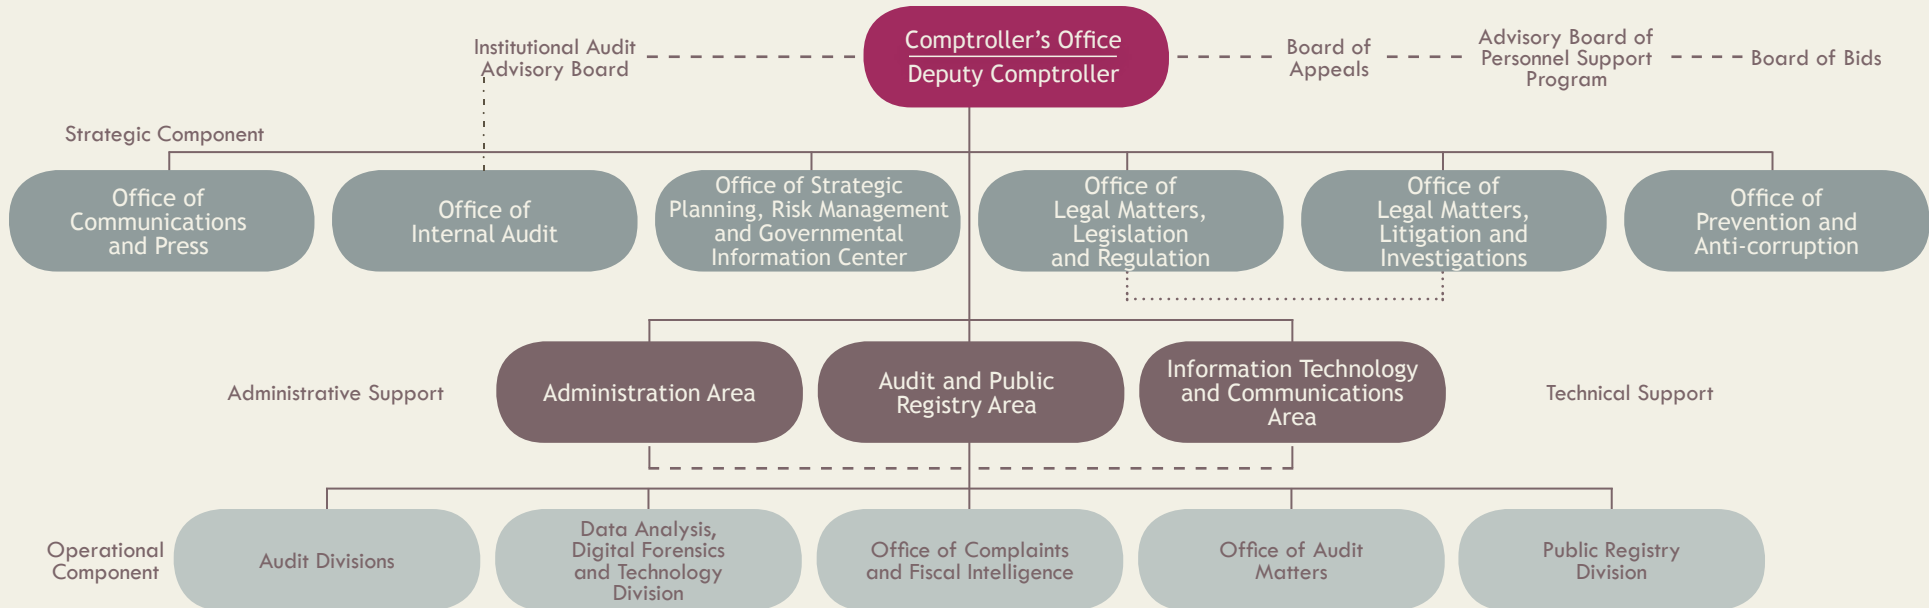 Comptroller's Office
Deputy Comptroller
Institutional Audit
Advisory Board
Board of
Appeals
Advisory Board of
Personnel Support
Program
Board of Bids
Strategic Component
Office of
Communications
and Press
Office of
Internal Audit
Office of Strategic
Planning, Risk Management
and Governmental
Information Center
Office of
Legal Matters,
Legislation
and Regulation
Office of
Legal Matters,
Litigation and
Investigations
Office of
Prevention and
Anti-corruption
Administrative Support
Administration Area
Audit and Public
Registry Area
Information Technology
and Communications
Area
Technical Support
Operational
Component
Audit Divisions
Data Analysis,
Digital Forensics
and Technology
Division
Office of Complaints
and Fiscal Intelligence
Office of Audit
Matters
Public Registry
Division